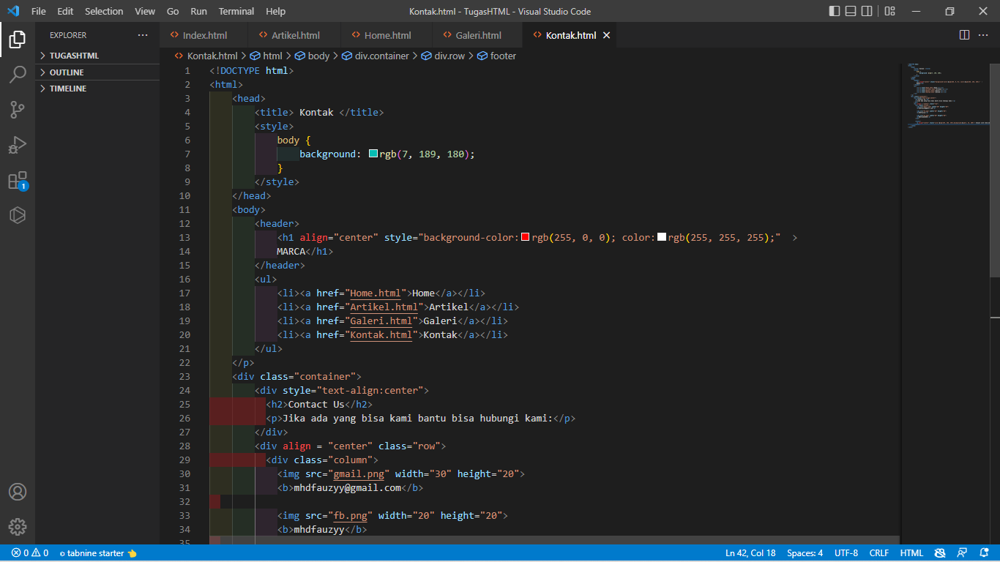 File Edit Selection View Go Run Terminal Help Kontak.html - TugasHTML - Visual Studio Code
EXPLORER ··· Index.html Artikel.html Home.html Galeri.html Kontak.html
TUGASHTML
OUTLINE
TIMELINE
1
Kontak.html > html > body > div.container > div.row > footer
1 <!DOCTYPE html>
2 <html>
3 <head>
4 <title> Kontak </title>
5 <style>
6 body {
7 background: rgb(7, 189, 180);
8 }
9 </style>
10 </head>
11 <body>
12 <header>
13 <h1 align="center" style="background-color: rgb(255, 0, 0); color: rgb(255, 255, 255);" >
14 MARCA</h1>
15 </header>
16 <ul>
17 <li><a href="Home.html">Home</a></li>
18 <li><a href="Artikel.html">Artikel</a></li>
19 <li><a href="Galeri.html">Galeri</a></li>
20 <li><a href="Kontak.html">Kontak</a></li>
21 </ul>
22 </p>
23 <div class="container">
24 <div style="text-align:center">
25 <h2>Contact Us</h2>
26 <p>Jika ada yang bisa kami bantu bisa hubungi kami:</p>
27 </div>
28 <div align = "center" class="row">
29 <div class="column">
30 <img src="gmail.png" width="30" height="20">
31 <b>mhdfauzyy@gmail.com</b>
32
33 <img src="fb.png" width="20" height="20">
34 <b>mhdfauzyy</b>
35
0 0 tabnine starter Ln 42, Col 18 Spaces: 4 UTF-8 CRLF HTML